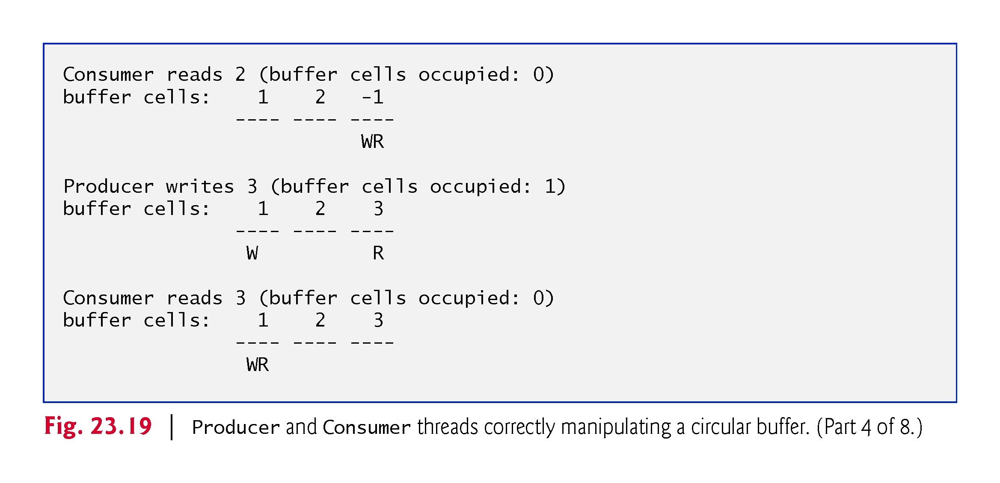 Consumer reads 2 (buffer cells occupied: 0)
buffer cells:    1    2   -1
               ---- ---- ----
                          WR
Producer writes 3 (buffer cells occupied: 1)
buffer cells:    1    2    3
               ---- ---- ----
                W          R
Consumer reads 3 (buffer cells occupied: 0)
buffer cells:    1    2    3
               ---- ---- ----
                WR
Fig. 23.19 | Producer and Consumer threads correctly manipulating a circular buffer. (Part 4 of 8.)